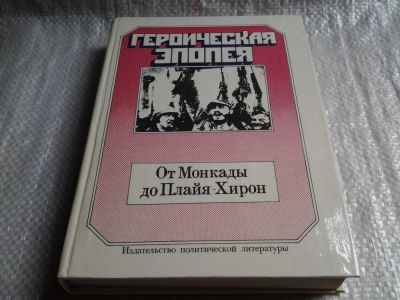 ГЕРОИЧЕСКАЯ
ЭПОПЕЯ
От Монкады
до Плайя-Хирон
Издательство политической литературы